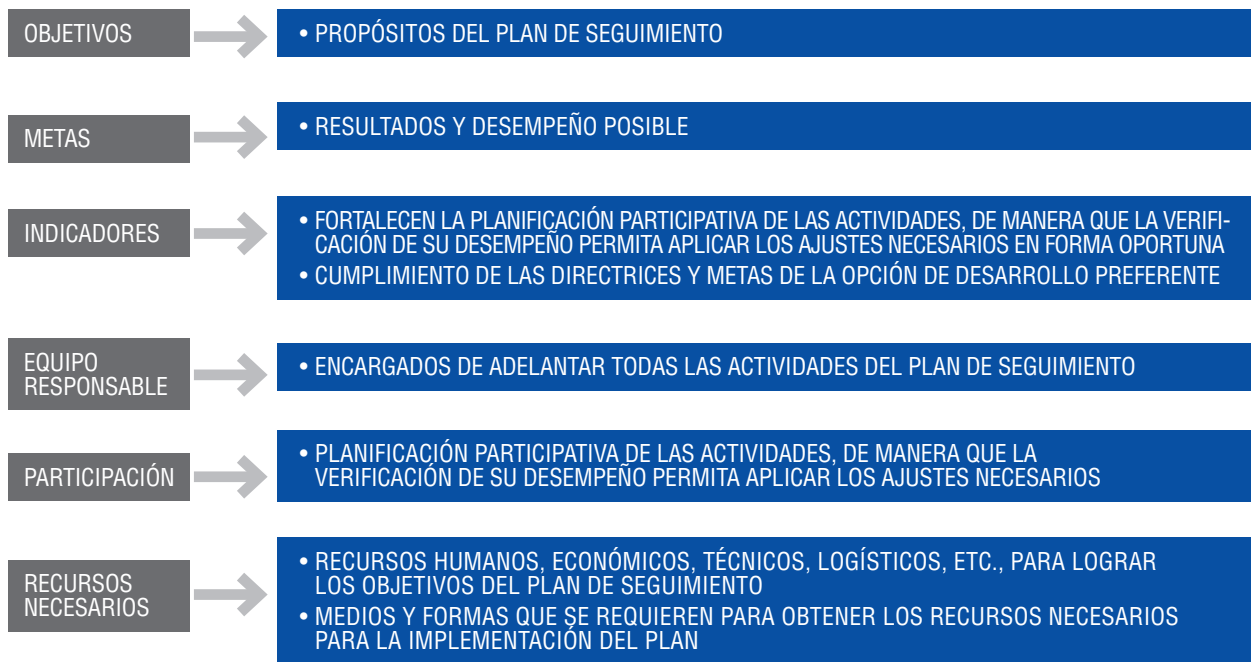 OBJETIVOS
• PROPÓSITOS DEL PLAN DE SEGUIMIENTO
METAS
• RESULTADOS Y DESEMPEÑO POSIBLE
INDICADORES
• FORTALECEN LA PLANIFICACIÓN PARTICIPATIVA DE LAS ACTIVIDADES, DE MANERA QUE LA VERIFI-
CACIÓN DE SU DESEMPEÑO PERMITA APLICAR LOS AJUSTES NECESARIOS EN FORMA OPORTUNA
• CUMPLIMIENTO DE LAS DIRECTRICES Y METAS DE LA OPCIÓN DE DESARROLLO PREFERENTE
EQUIPO
RESPONSABLE
• ENCARGADOS DE ADELANTAR TODAS LAS ACTIVIDADES DEL PLAN DE SEGUIMIENTO
PARTICIPACIÓN
• PLANIFICACIÓN PARTICIPATIVA DE LAS ACTIVIDADES, DE MANERA QUE LA
VERIFICACIÓN DE SU DESEMPEÑO PERMITA APLICAR LOS AJUSTES NECESARIOS
RECURSOS
NECESARIOS
• RECURSOS HUMANOS, ECONÓMICOS, TÉCNICOS, LOGÍSTICOS, ETC., PARA LOGRAR
LOS OBJETIVOS DEL PLAN DE SEGUIMIENTO
• MEDIOS Y FORMAS QUE SE REQUIEREN PARA OBTENER LOS RECURSOS NECESARIOS
PARA LA IMPLEMENTACIÓN DEL PLAN